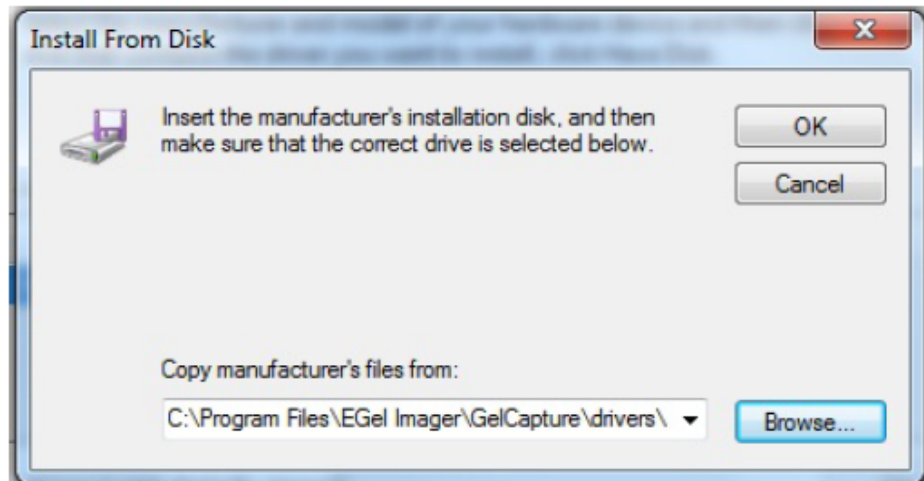 Install From Disk
Insert the manufacturer's installation disk, and then
make sure that the correct drive is selected below.
OK
Cancel
Copy manufacturer's files from:
C:\Program Files\EGel Imager\GelCapture\drivers\
Browse...